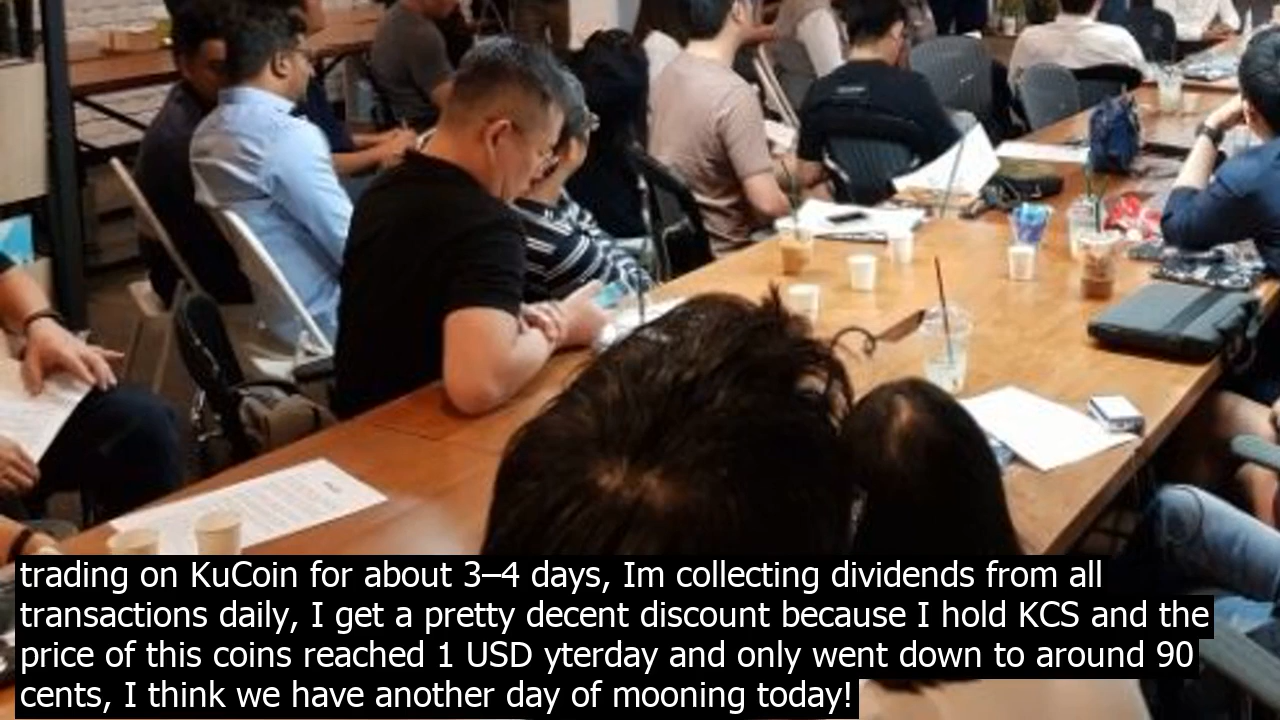 trading on KuCoin for about 3–4 days, Im collecting dividends from all
transactions daily, I get a pretty decent discount because I hold KCS and the
price of this coins reached 1 USD yterday and only went down to around 90
cents, I think we have another day of mooning today!